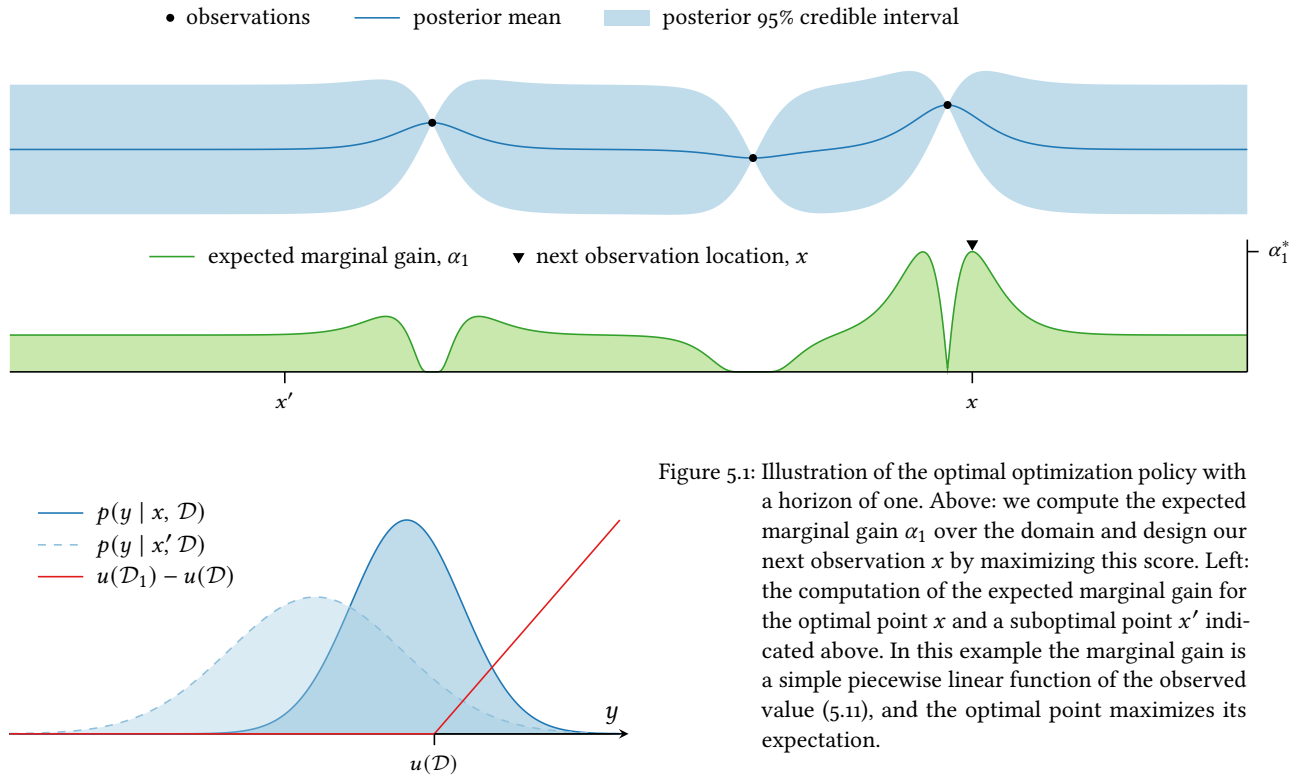 observations posterior mean posterior 95% credible interval
expected marginal gain, α₁ next observation location, x α₁*
x′ x
p(y | x, 𝒟)
p(y | x′, 𝒟)
u(𝒟₁) − u(𝒟)
y
u(𝒟)
Figure 5.1: Illustration of the optimal optimization policy with
a horizon of one. Above: we compute the expected
marginal gain α₁ over the domain and design our
next observation x by maximizing this score. Left:
the computation of the expected marginal gain for
the optimal point x and a suboptimal point x′ indi-
cated above. In this example the marginal gain is
a simple piecewise linear function of the observed
value (5.11), and the optimal point maximizes its
expectation.